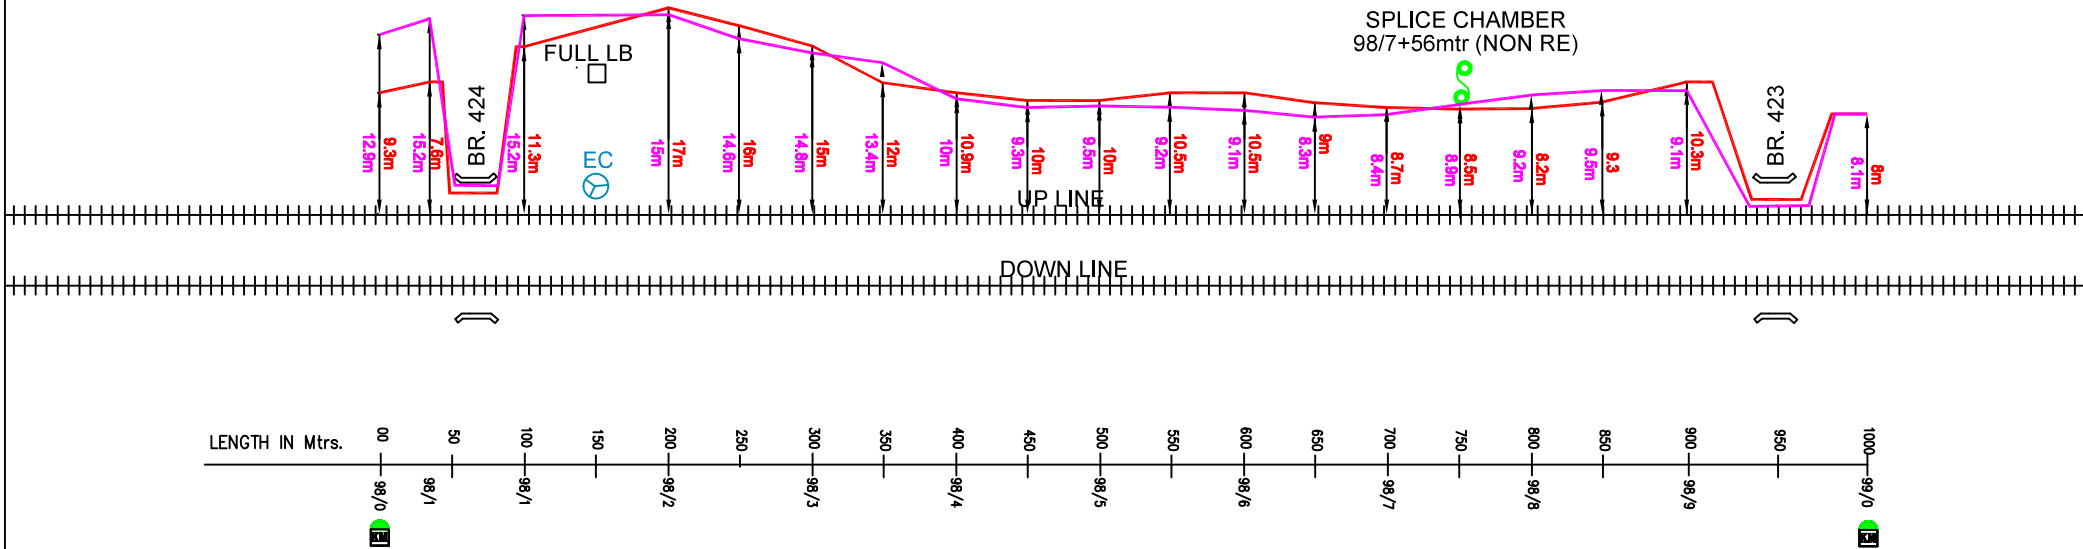 SPLICE CHAMBER
98/7+56mtr (NON RE)
FULL LB
BR. 424
BR. 423
EC
9.3m
12.9m
7.6m
15.2m
11.3m
15.2m
17m
15m
16m
14.6m
15m
14.8m
12m
13.4m
10.9m
10m
10m
9.3m
10m
9.5m
10.5m
9.2m
10.5m
9.1m
9m
8.3m
8.7m
8.4m
8.5m
8.9m
8.2m
9.2m
9.3
9.5m
10.3m
9.1m
8m
8.1m
UP LINE
DOWN LINE
LENGTH IN Mtrs. 00 50 100 150 200 250 300 350 400 450 500 550 600 650 700 750 800 850 900 950 1000
98/0 98/1 98/1 98/2 98/3 98/4 98/5 98/6 98/7 98/8 98/9 99/0
KM KM